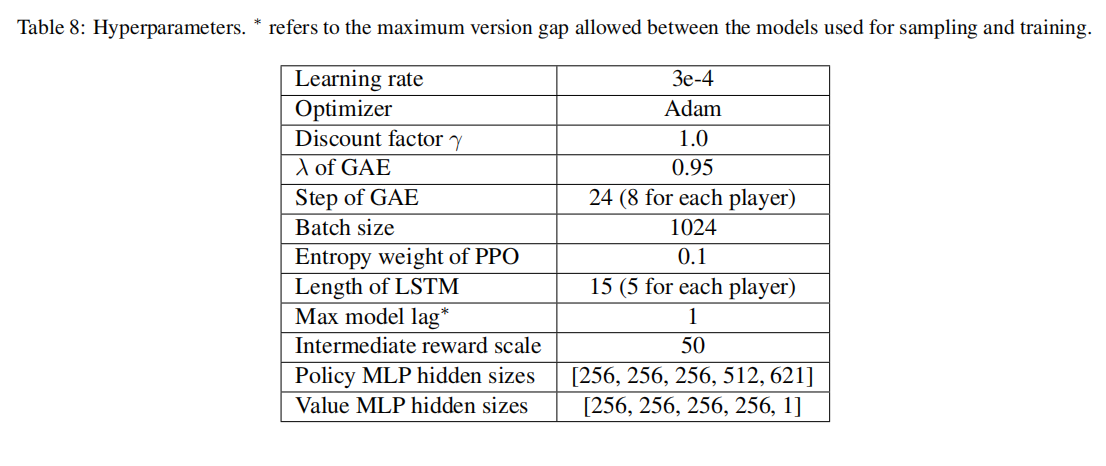 Table 8: Hyperparameters. * refers to the maximum version gap allowed between the models used for sampling and training.
Learning rate 3e-4
Optimizer Adam
Discount factor γ 1.0
λ of GAE 0.95
Step of GAE 24 (8 for each player)
Batch size 1024
Entropy weight of PPO 0.1
Length of LSTM 15 (5 for each player)
Max model lag* 1
Intermediate reward scale 50
Policy MLP hidden sizes [256, 256, 256, 512, 621]
Value MLP hidden sizes [256, 256, 256, 256, 1]